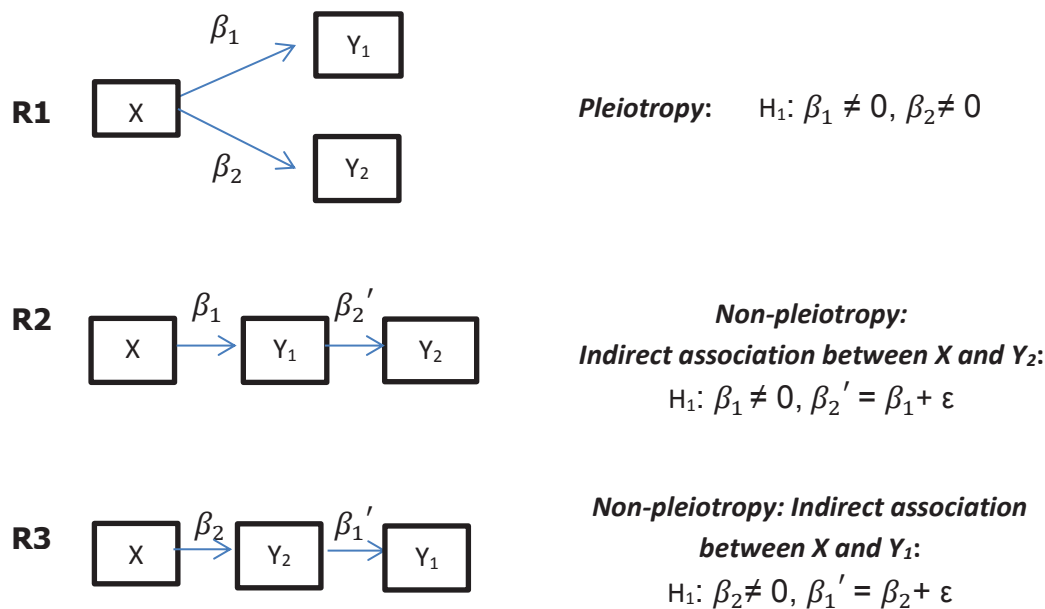 β₁
Y₁
R1
X
Pleiotropy: H₁: β₁ ≠ 0, β₂≠ 0
β₂
Y₂
R2
β₁
β₂′
X
Y₁
Y₂
Non-pleiotropy:
Indirect association between X and Y₂:
H₁: β₁ ≠ 0, β₂′ = β₁+ ε
R3
β₂
β₁′
X
Y₂
Y₁
Non-pleiotropy: Indirect association
between X and Y₁:
H₁: β₂≠ 0, β₁′ = β₂+ ε